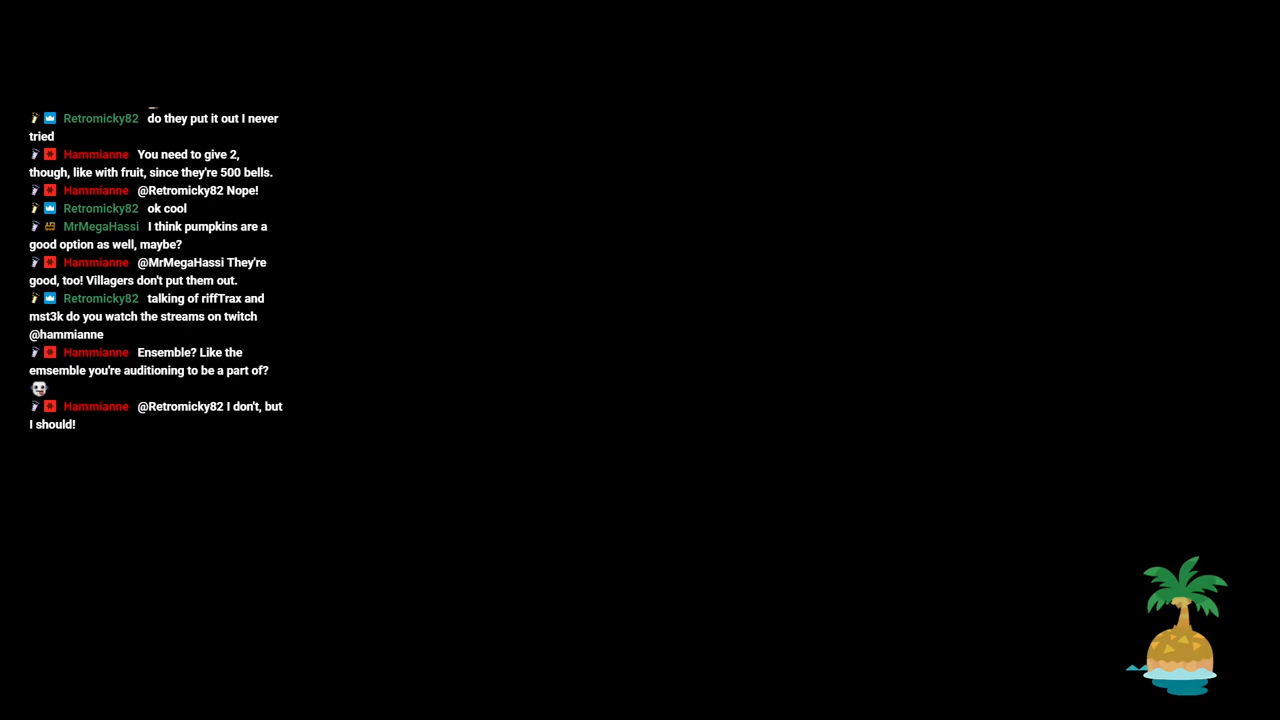 Retromicky82 do they put it out I never
tried
Hammianne You need to give 2,
though, like with fruit, since they're 500 bells.
Hammianne @Retromicky82 Nope!
Retromicky82 ok cool
MrMegaHassi I think pumpkins are a
good option as well, maybe?
Hammianne @MrMegaHassi They're
good, too! Villagers don't put them out.
Retromicky82 talking of riffTrax and
mst3k do you watch the streams on twitch
@hammianne
Hammianne Ensemble? Like the
emsemble you're auditioning to be a part of?
Hammianne @Retromicky82 I don't, but
I should!